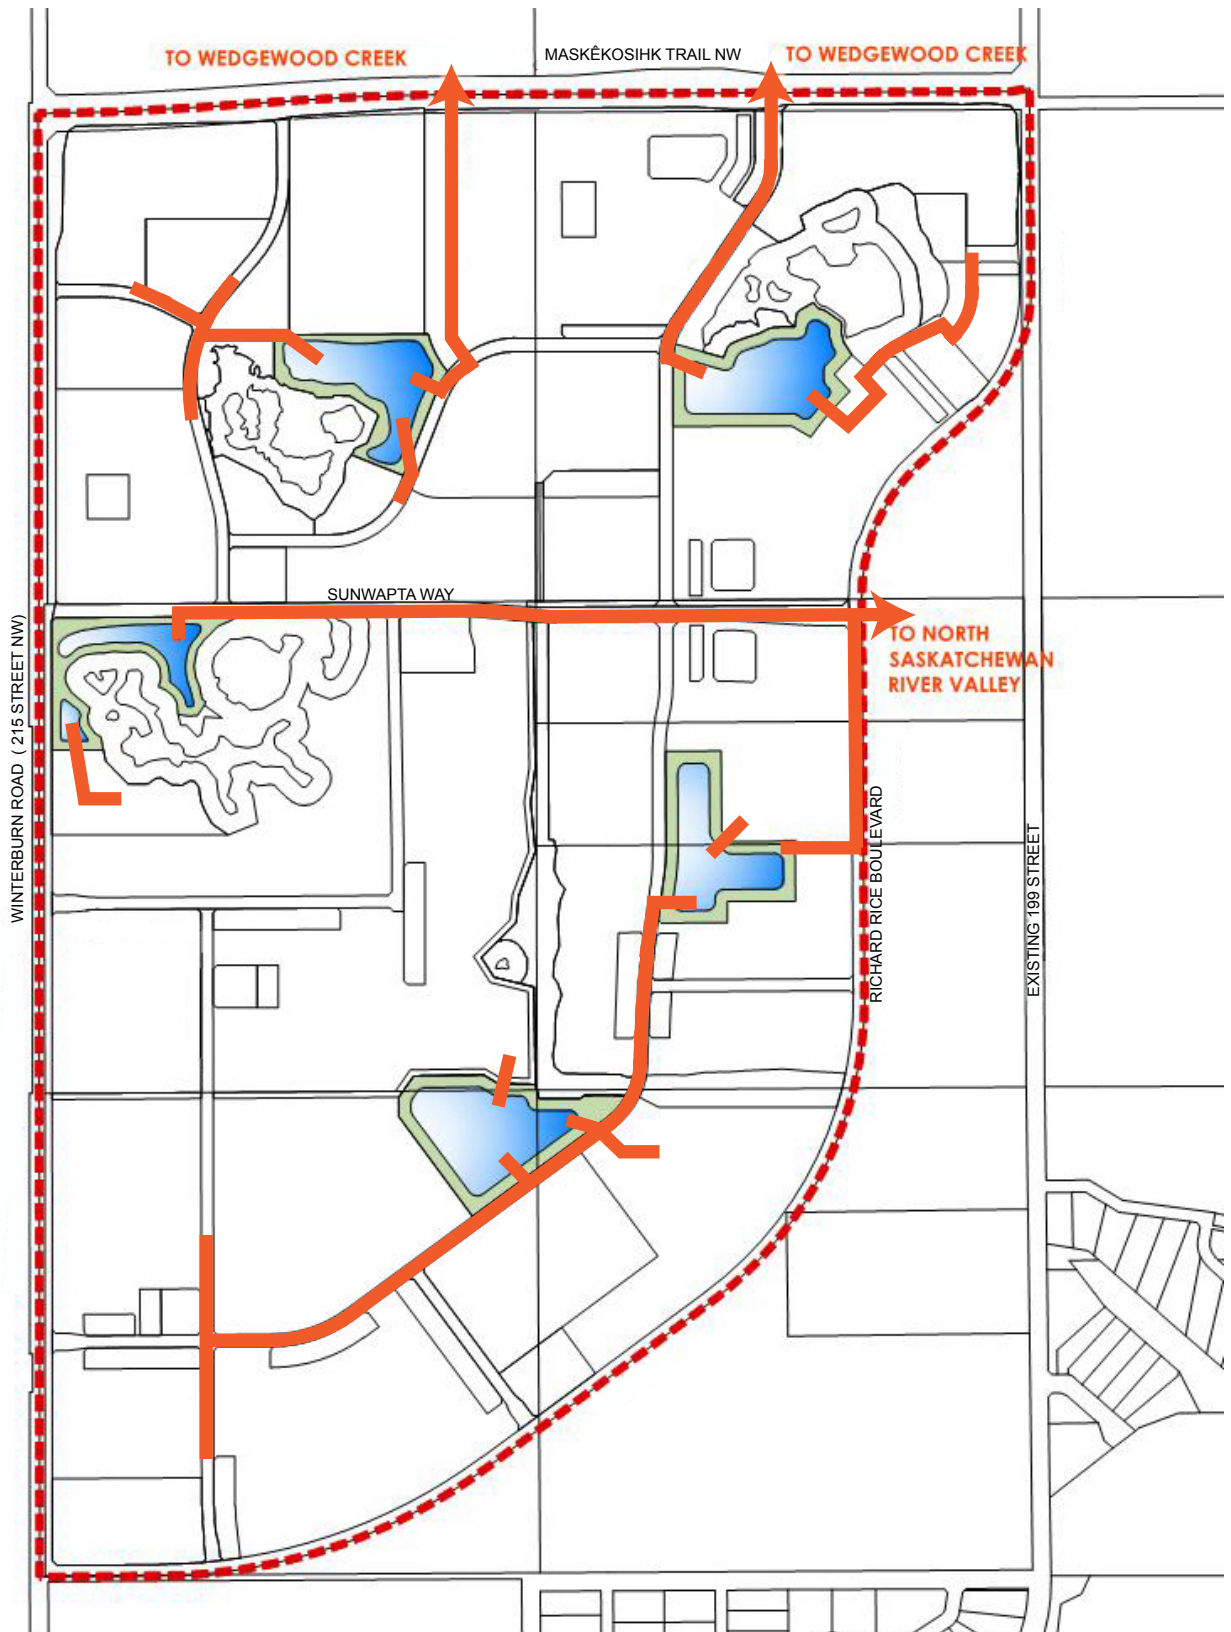 TO WEDGEWOOD CREEK
MASKÊKOSIHK TRAIL NW
TO WEDGEWOOD CREEK
SUNWAPTA WAY
WINTERBURN ROAD ( 215 STREET NW)
TO NORTH
SASKATCHEWAN
RIVER VALLEY
RICHARD RICE BOULEVARD
EXISTING 199 STREET